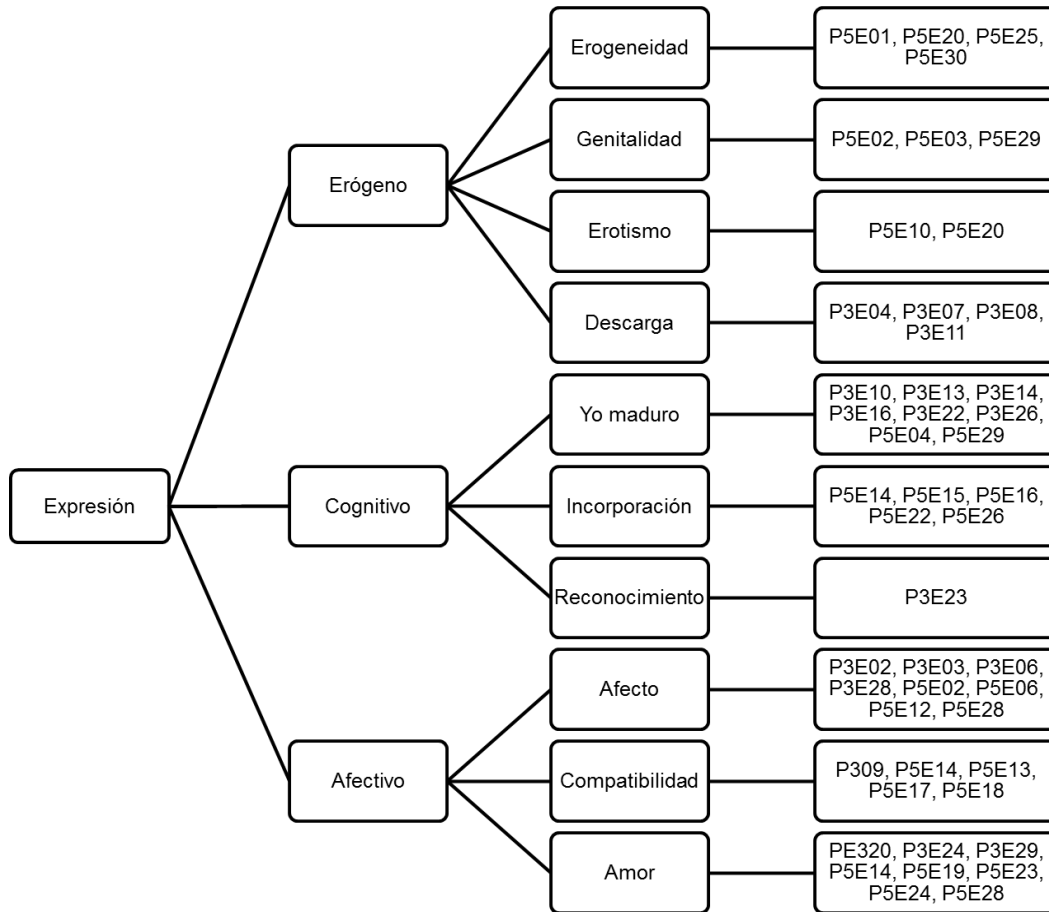 Expresión
Erógeno
Erogeneidad
P5E01, P5E20, P5E25,
P5E30
Genitalidad
P5E02, P5E03, P5E29
Erotismo
P5E10, P5E20
Descarga
P3E04, P3E07, P3E08,
P3E11
Cognitivo
Yo maduro
P3E10, P3E13, P3E14,
P3E16, P3E22, P3E26,
P5E04, P5E29
Incorporación
P5E14, P5E15, P5E16,
P5E22, P5E26
Reconocimiento
P3E23
Afectivo
Afecto
P3E02, P3E03, P3E06,
P3E28, P5E02, P5E06,
P5E12, P5E28
Compatibilidad
P309, P5E14, P5E13,
P5E17, P5E18
Amor
PE320, P3E24, P3E29,
P5E14, P5E19, P5E23,
P5E24, P5E28